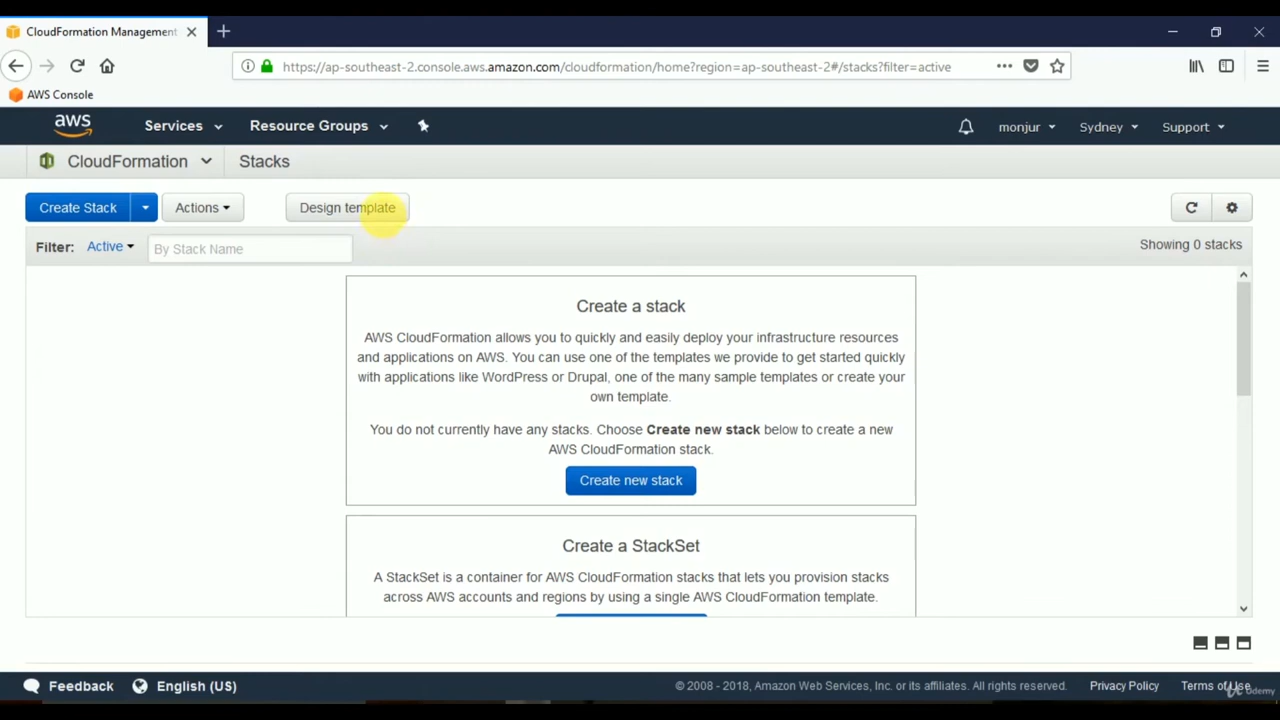 CloudFormation Management
https://ap-southeast-2.console.aws.amazon.com/cloudformation/home?region=ap-southeast-2#/stacks?filter=active
AWS Console
aws Services Resource Groups monjur Sydney Support
CloudFormation Stacks
Create Stack Actions Design template
Filter: Active By Stack Name Showing 0 stacks
Create a stack
AWS CloudFormation allows you to quickly and easily deploy your infrastructure resources
and applications on AWS. You can use one of the templates we provide to get started quickly
with applications like WordPress or Drupal, one of the many sample templates or create your
own template.
You do not currently have any stacks. Choose Create new stack below to create a new
AWS CloudFormation stack.
Create new stack
Create a StackSet
A StackSet is a container for AWS CloudFormation stacks that lets you provision stacks
across AWS accounts and regions by using a single AWS CloudFormation template.
Feedback English (US) © 2008 - 2018, Amazon Web Services, Inc. or its affiliates. All rights reserved. Privacy Policy Terms of Use
Udemy